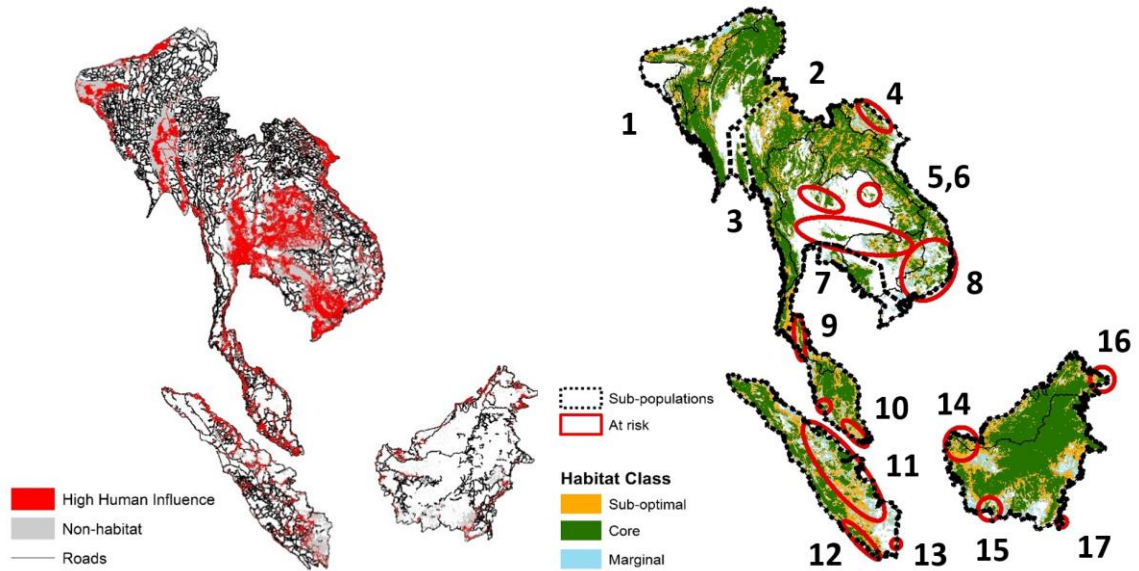 High Human Influence
Non-habitat
Roads
1
2
3
4
5,6
7
8
9
10
11
12
13
14
15
16
17
Sub-populations
At risk
Habitat Class
Sub-optimal
Core
Marginal